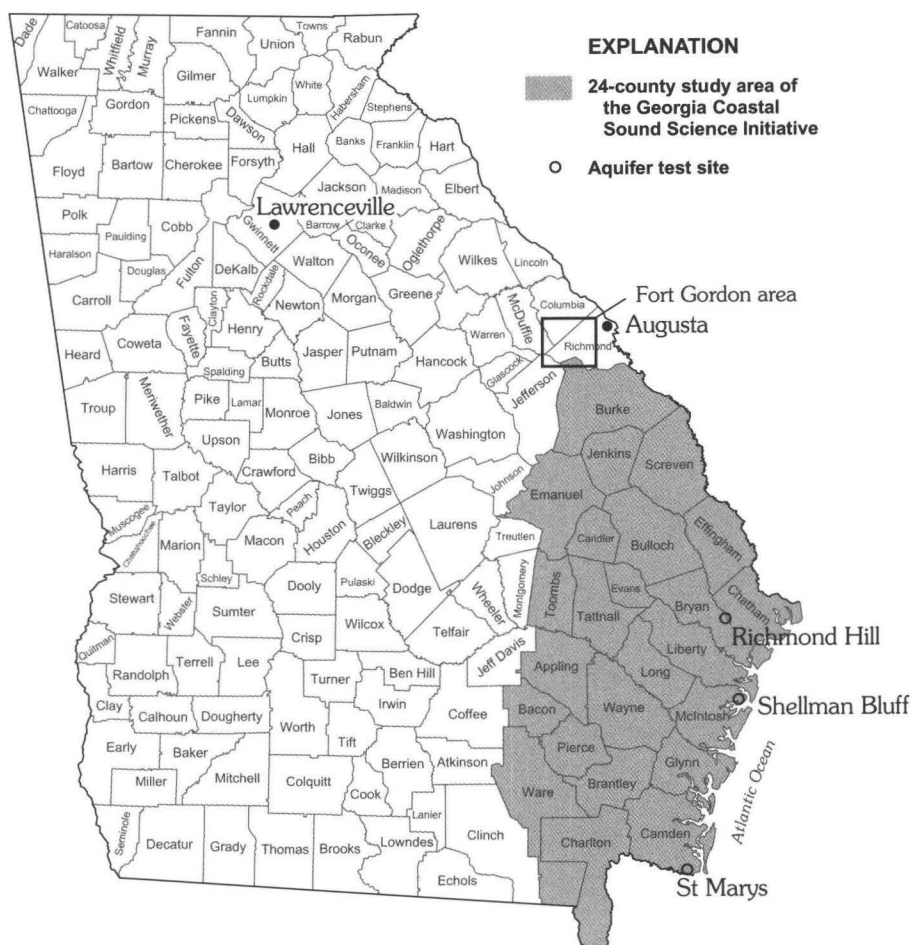 EXPLANATION
24-county study area of
the Georgia Coastal
Sound Science Initiative
Aquifer test site
Dade
Catoosa
Whitfield
Murray
Fannin
Union
Towns
Rabun
Walker
Gilmer
Lumpkin
White
Habersham
Stephens
Chattooga
Gordon
Pickens
Dawson
Hall
Banks
Franklin
Hart
Floyd
Bartow
Cherokee
Forsyth
Jackson
Madison
Elbert
Polk
Lawrenceville
Cobb
Gwinnett
Barrow
Clarke
Oconee
Oglethorpe
Haralson
Paulding
Douglas
Fulton
DeKalb
Walton
Wilkes
Lincoln
Carroll
Clayton
Rockdale
Newton
Morgan
Greene
McDuffie
Columbia
Fort Gordon area
Augusta
Heard
Coweta
Fayette
Henry
Butts
Jasper
Putnam
Hancock
Warren
Richmond
Spalding
Glascock
Jefferson
Troup
Meriwether
Pike
Lamar
Monroe
Jones
Baldwin
Burke
Washington
Upson
Harris
Talbot
Crawford
Bibb
Wilkinson
Jenkins
Screven
Johnson
Twiggs
Emanuel
Taylor
Peach
Muscogee
Chattahoochee
Marion
Macon
Houston
Bleckley
Laurens
Treutlen
Candler
Bulloch
Effingham
Schley
Dooly
Pulaski
Dodge
Montgomery
Wheeler
Toombs
Evans
Stewart
Webster
Sumter
Tattnall
Bryan
Chatham
Richmond Hill
Quitman
Crisp
Wilcox
Telfair
Liberty
Randolph
Terrell
Lee
Jeff Davis
Appling
Long
Turner
Ben Hill
Clay
Calhoun
Dougherty
Worth
Irwin
Coffee
Bacon
Wayne
McIntosh
Shellman Bluff
Early
Baker
Tift
Pierce
Glynn
Miller
Mitchell
Colquitt
Cook
Berrien
Atkinson
Ware
Brantley
Atlantic Ocean
Lanier
Seminole
Decatur
Grady
Thomas
Brooks
Lowndes
Clinch
Charlton
Camden
Echols
St Marys